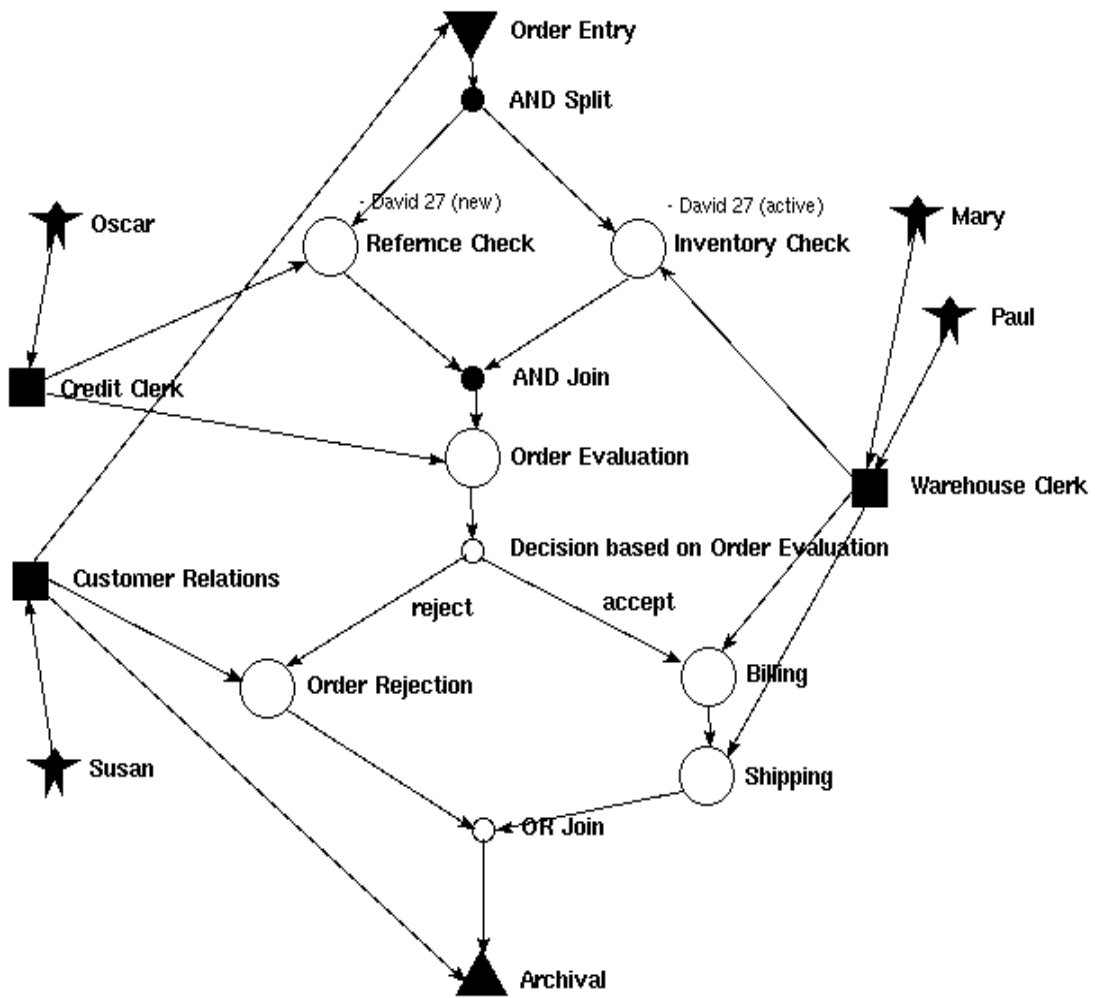 Order Entry
AND Split
- David 27 (new)
- David 27 (active)
Oscar
Refernce Check
Inventory Check
Mary
Paul
Credit Clerk
AND Join
Order Evaluation
Warehouse Clerk
Decision based on Order Evaluation
Customer Relations
reject
accept
Order Rejection
Billing
Susan
Shipping
OR Join
Archival